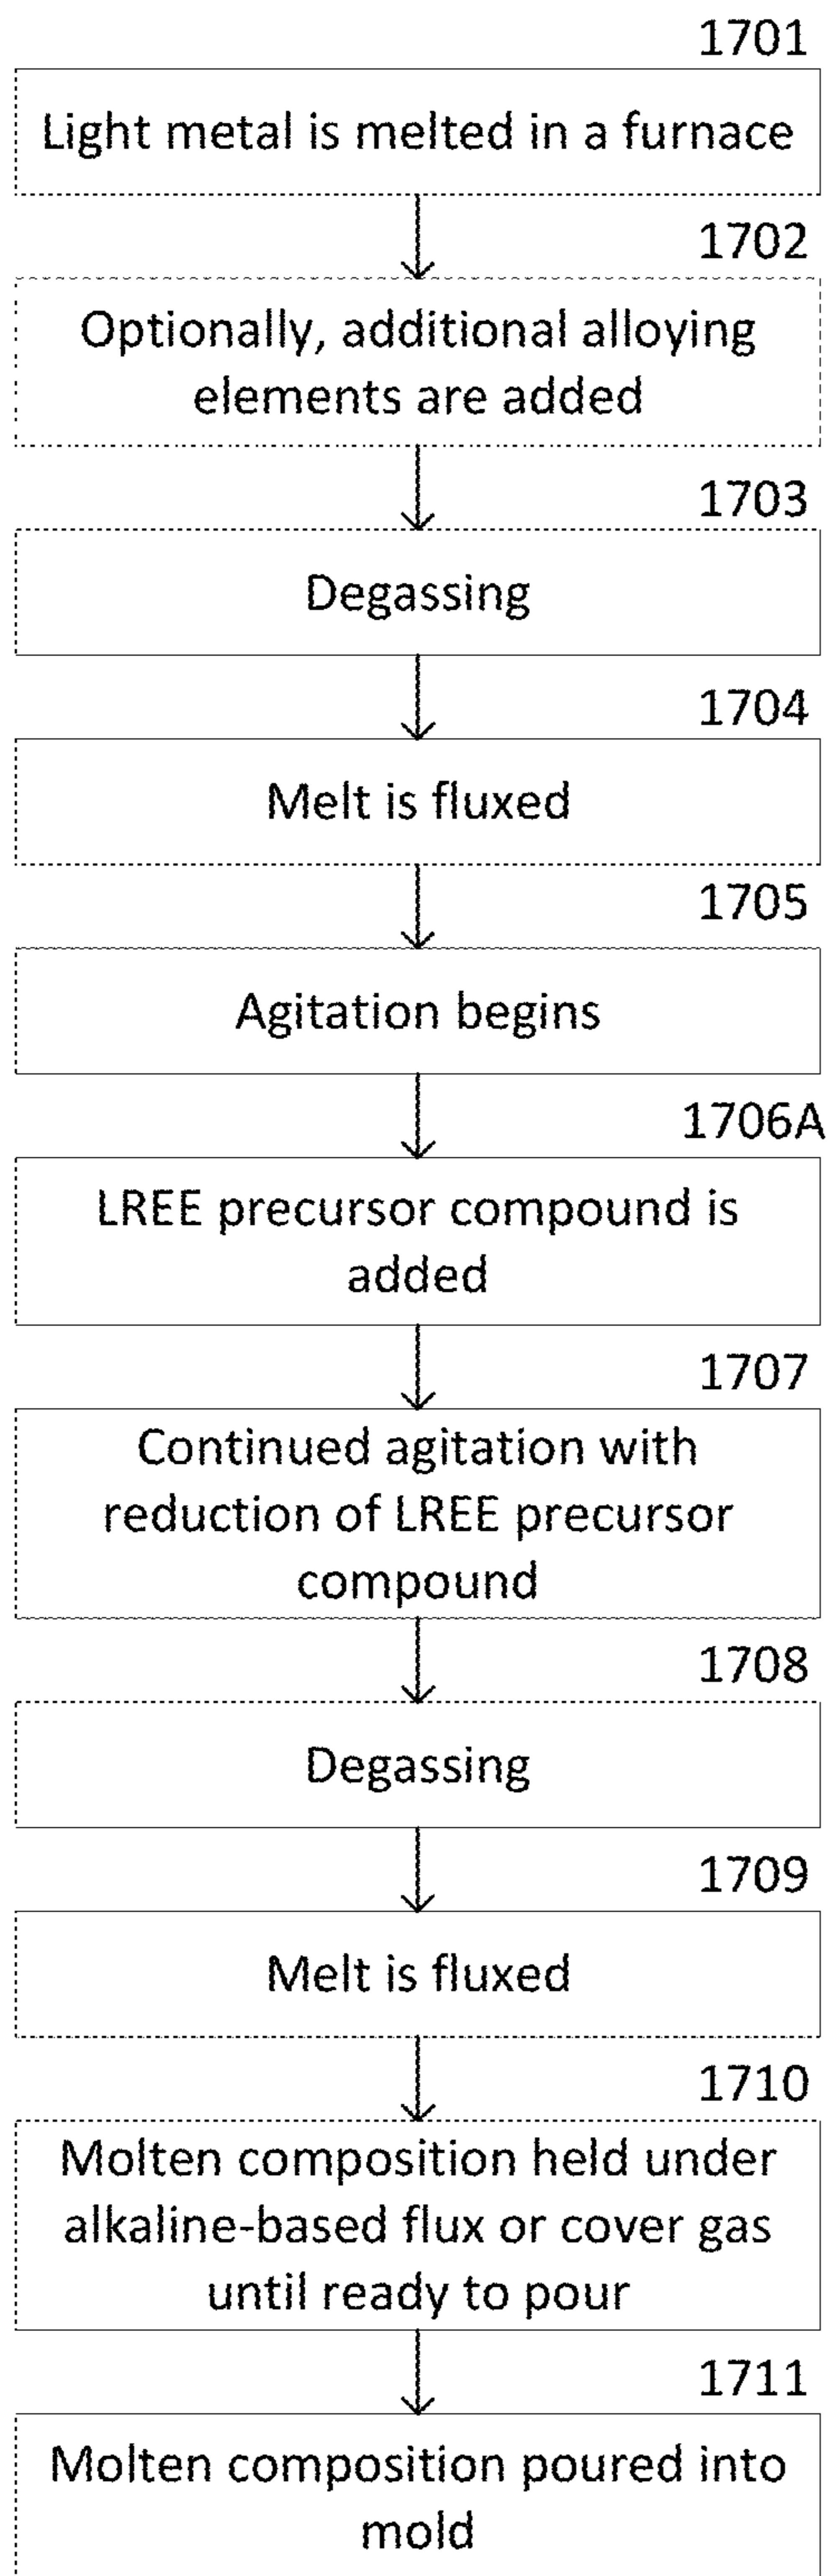 1701
Light metal is melted in a furnace
1702
Optionally, additional alloying
elements are added
1703
Degassing
1704
Melt is fluxed
1705
Agitation begins
1706A
LREE precursor compound is
added
1707
Continued agitation with
reduction of LREE precursor
compound
1708
Degassing
1709
Melt is fluxed
1710
Molten composition held under
alkaline-based flux or cover gas
until ready to pour
1711
Molten composition poured into
mold